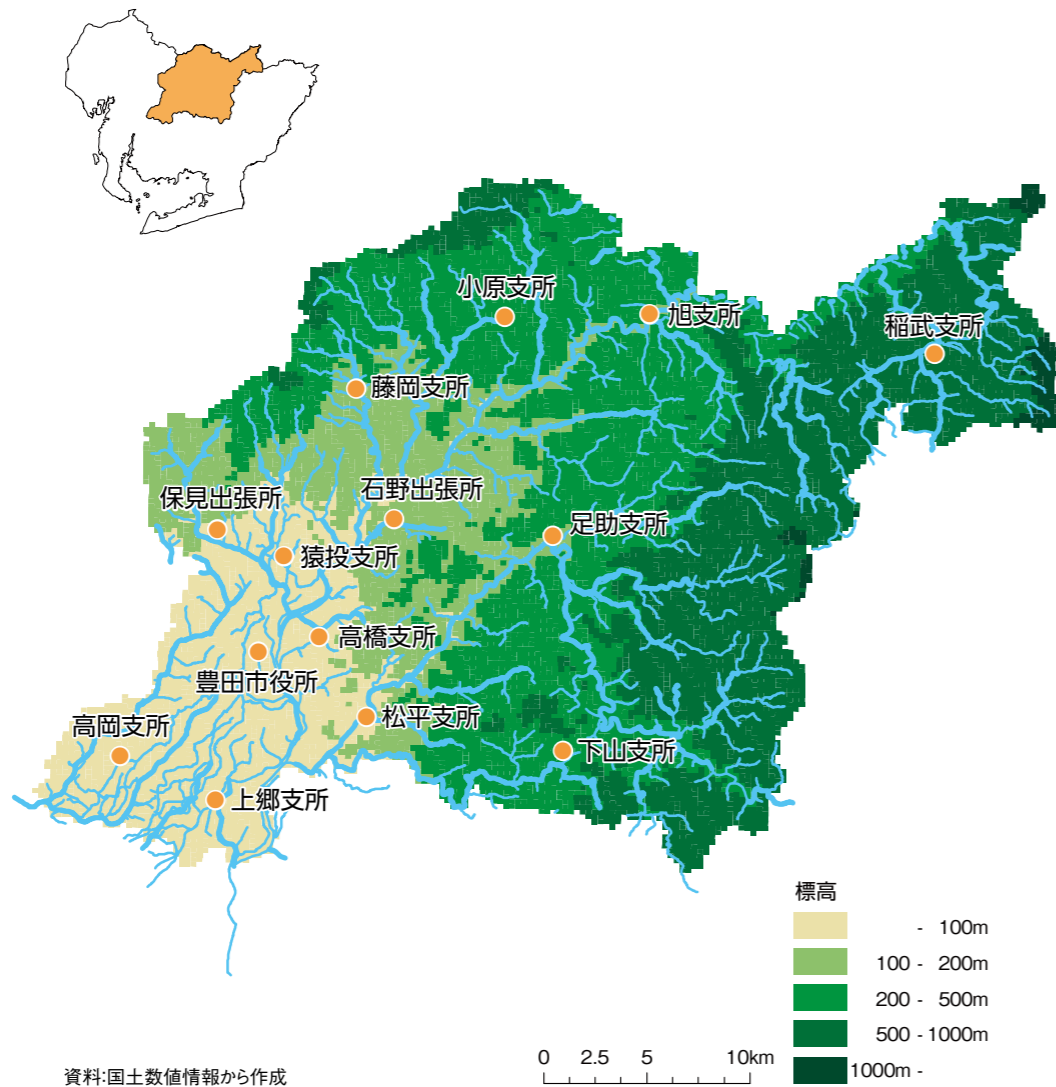 小原支所
旭支所
稲武支所
藤岡支所
石野出張所
保見出張所
足助支所
猿投支所
高橋支所
豊田市役所
松平支所
高岡支所
下山支所
上郷支所
標高
- 100m
100 - 200m
200 - 500m
500 - 1000m
1000m -
0 2.5 5 10km
資料:国土数値情報から作成